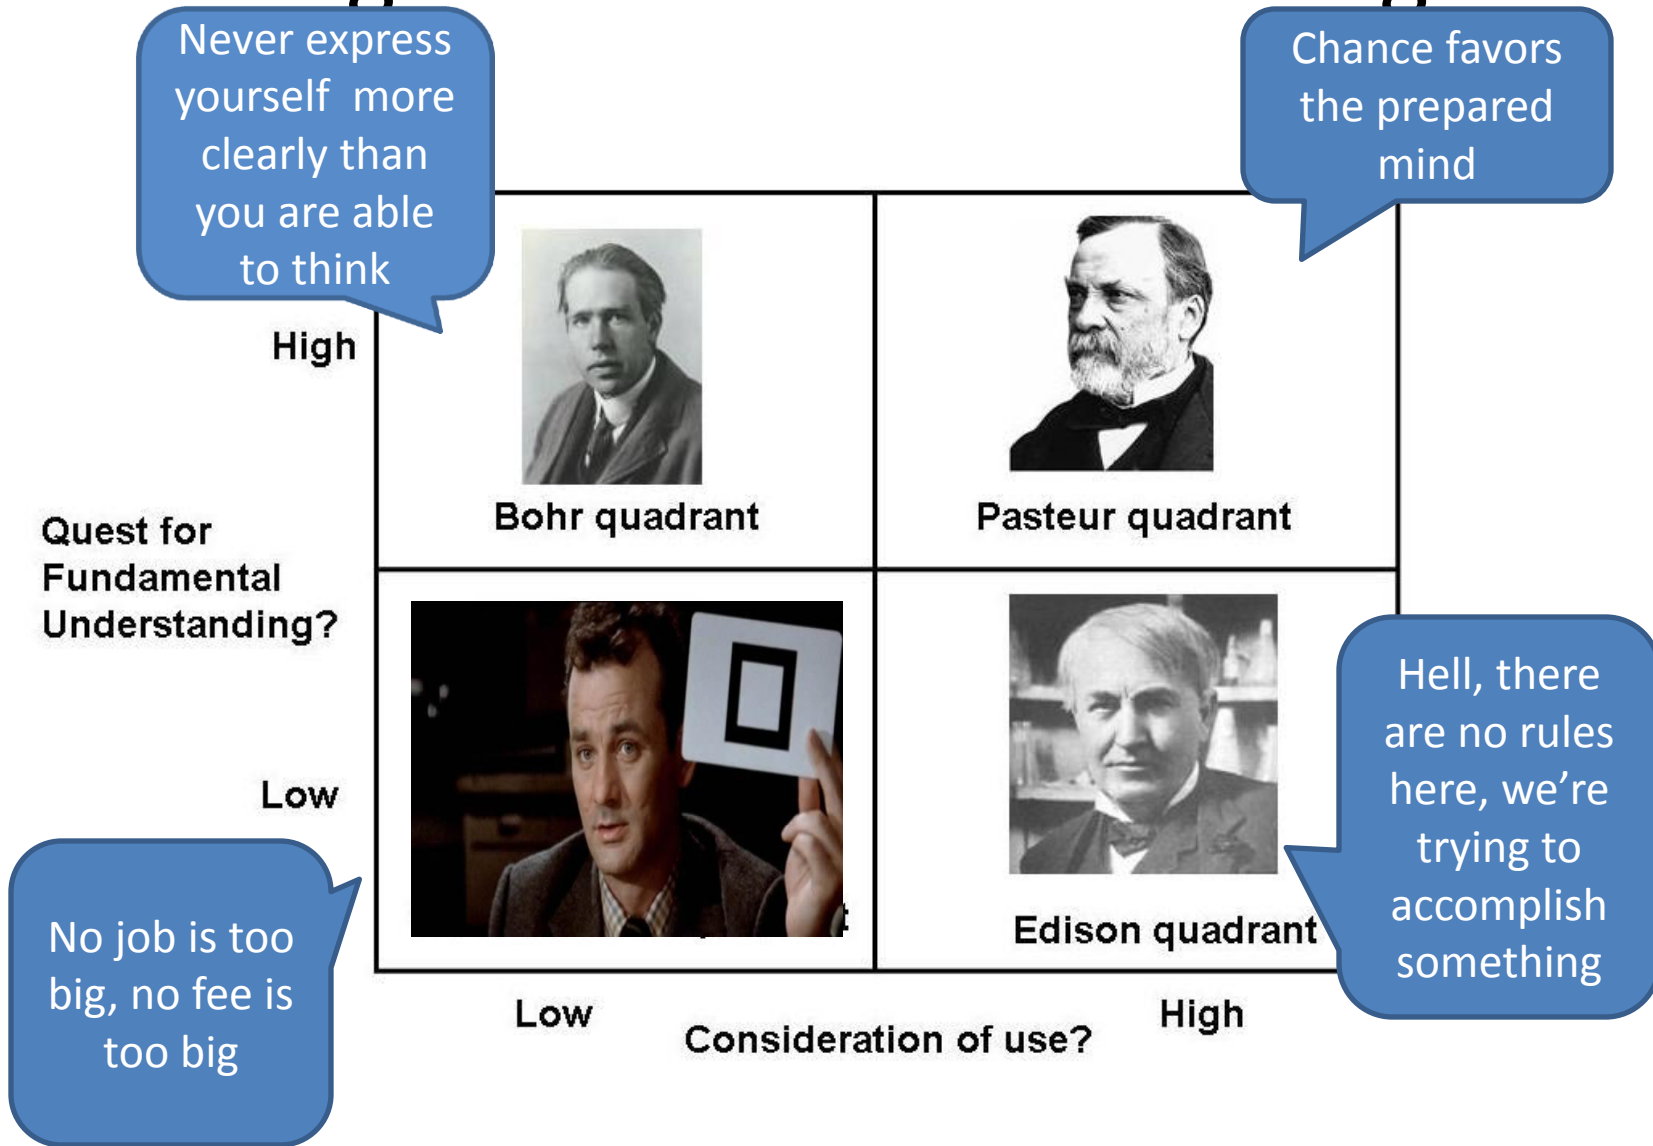 Never express
yourself more
clearly than
you are able
to think
Chance favors
the prepared
mind
High
Bohr quadrant
Pasteur quadrant
Quest for
Fundamental
Understanding?
Low
Hell, there
are no rules
here, we’re
trying to
accomplish
something
Edison quadrant
No job is too
big, no fee is
too big
Low
High
Consideration of use?